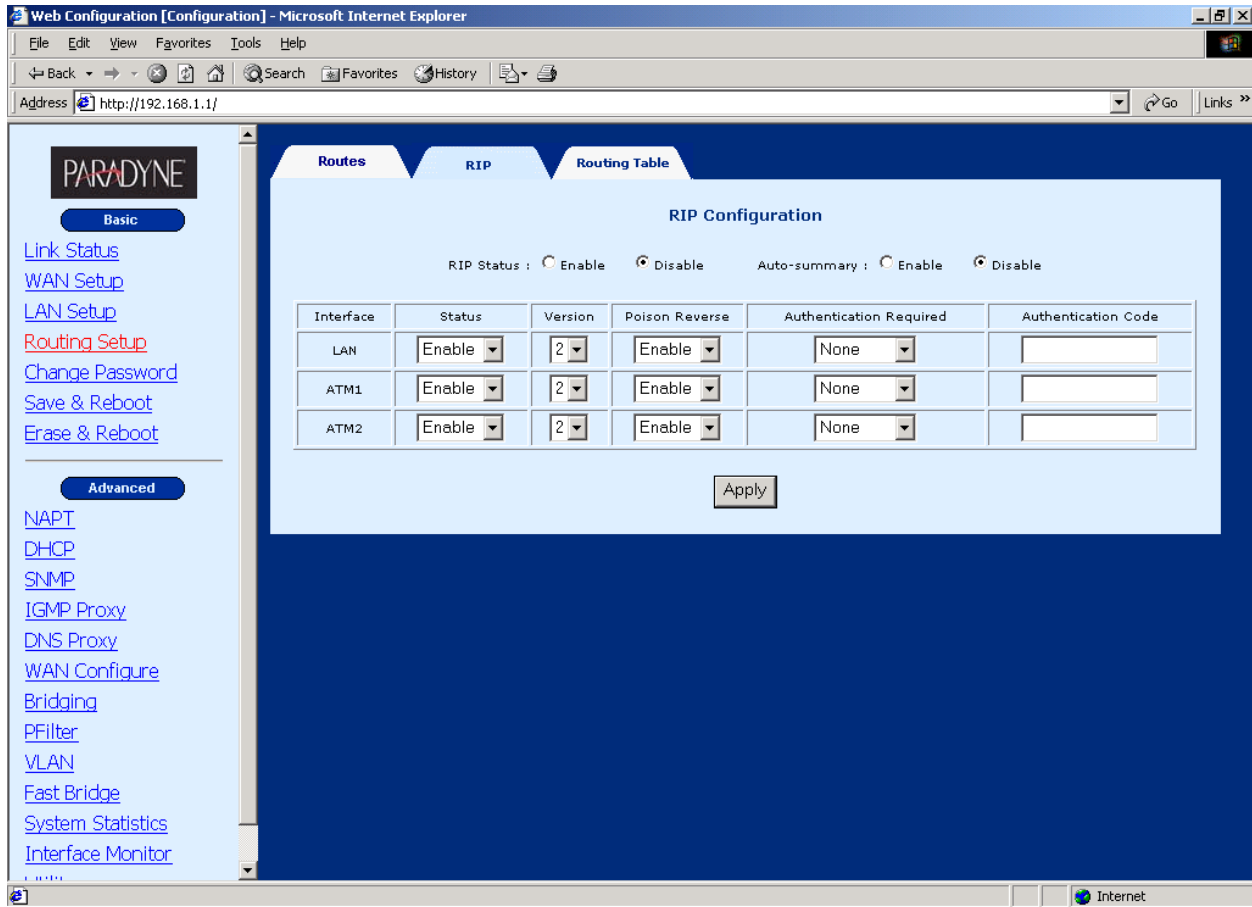 Web Configuration [Configuration] - Microsoft Internet Explorer
File Edit View Favorites Tools Help
Back Search Favorites History
Address http://192.168.1.1/ Go Links »
PARADYNE
Basic
Link Status
WAN Setup
LAN Setup
Routing Setup
Change Password
Save & Reboot
Erase & Reboot
Advanced
NAPT
DHCP
SNMP
IGMP Proxy
DNS Proxy
WAN Configure
Bridging
PFilter
VLAN
Fast Bridge
System Statistics
Interface Monitor
Routes RIP Routing Table
RIP Configuration
RIP Status : Enable Disable Auto-summary : Enable Disable
Interface Status Version Poison Reverse Authentication Required Authentication Code
LAN Enable 2 Enable None
ATM1 Enable 2 Enable None
ATM2 Enable 2 Enable None
Apply
Internet